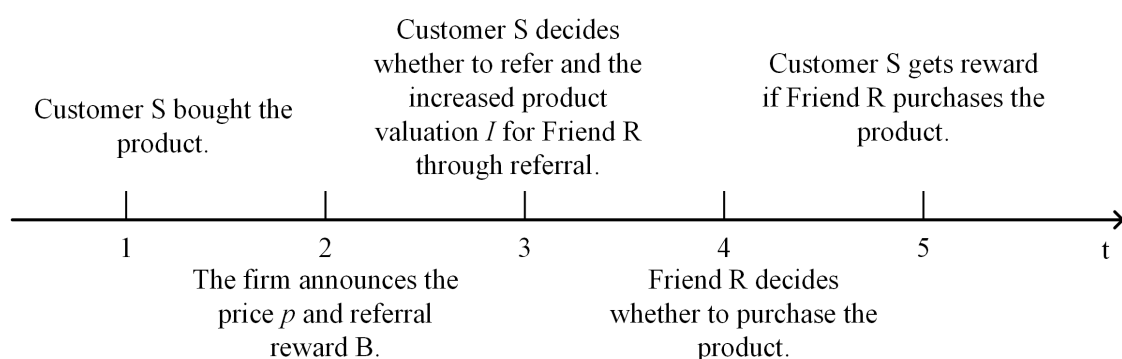 Customer S bought the
product.
Customer S decides
whether to refer and the
increased product
valuation I for Friend R
through referral.
Customer S gets reward
if Friend R purchases the
product.
1
2
3
4
5
t
The firm announces the
price p and referral
reward B.
Friend R decides
whether to purchase the
product.